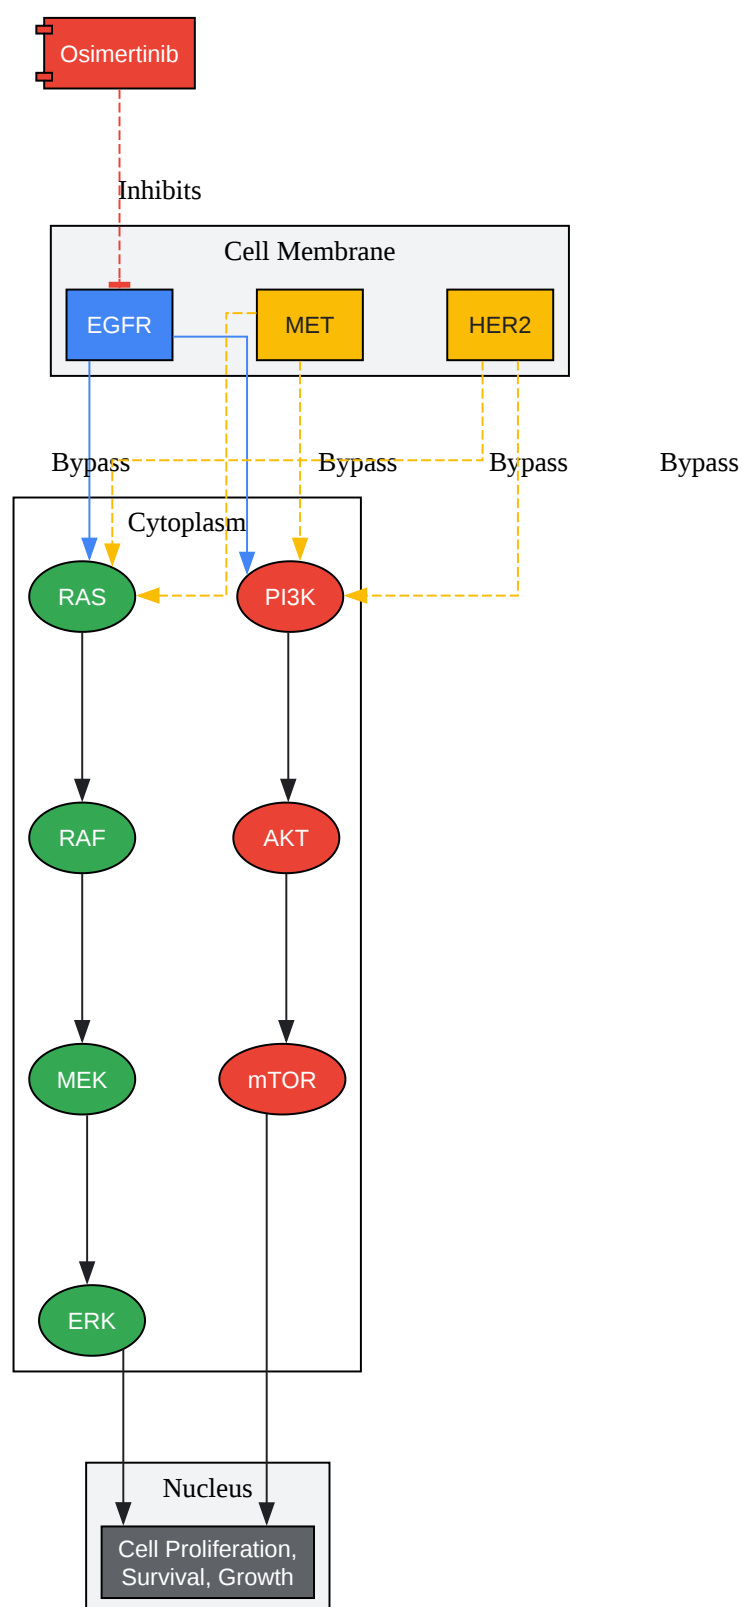 Osimertinib
Inhibits
Cell Membrane
EGFR
MET
HER2
Bypass
Bypass
Bypass
Bypass
Cytoplasm
RAS
PI3K
RAF
AKT
MEK
mTOR
ERK
Nucleus
Cell Proliferation,
Survival, Growth